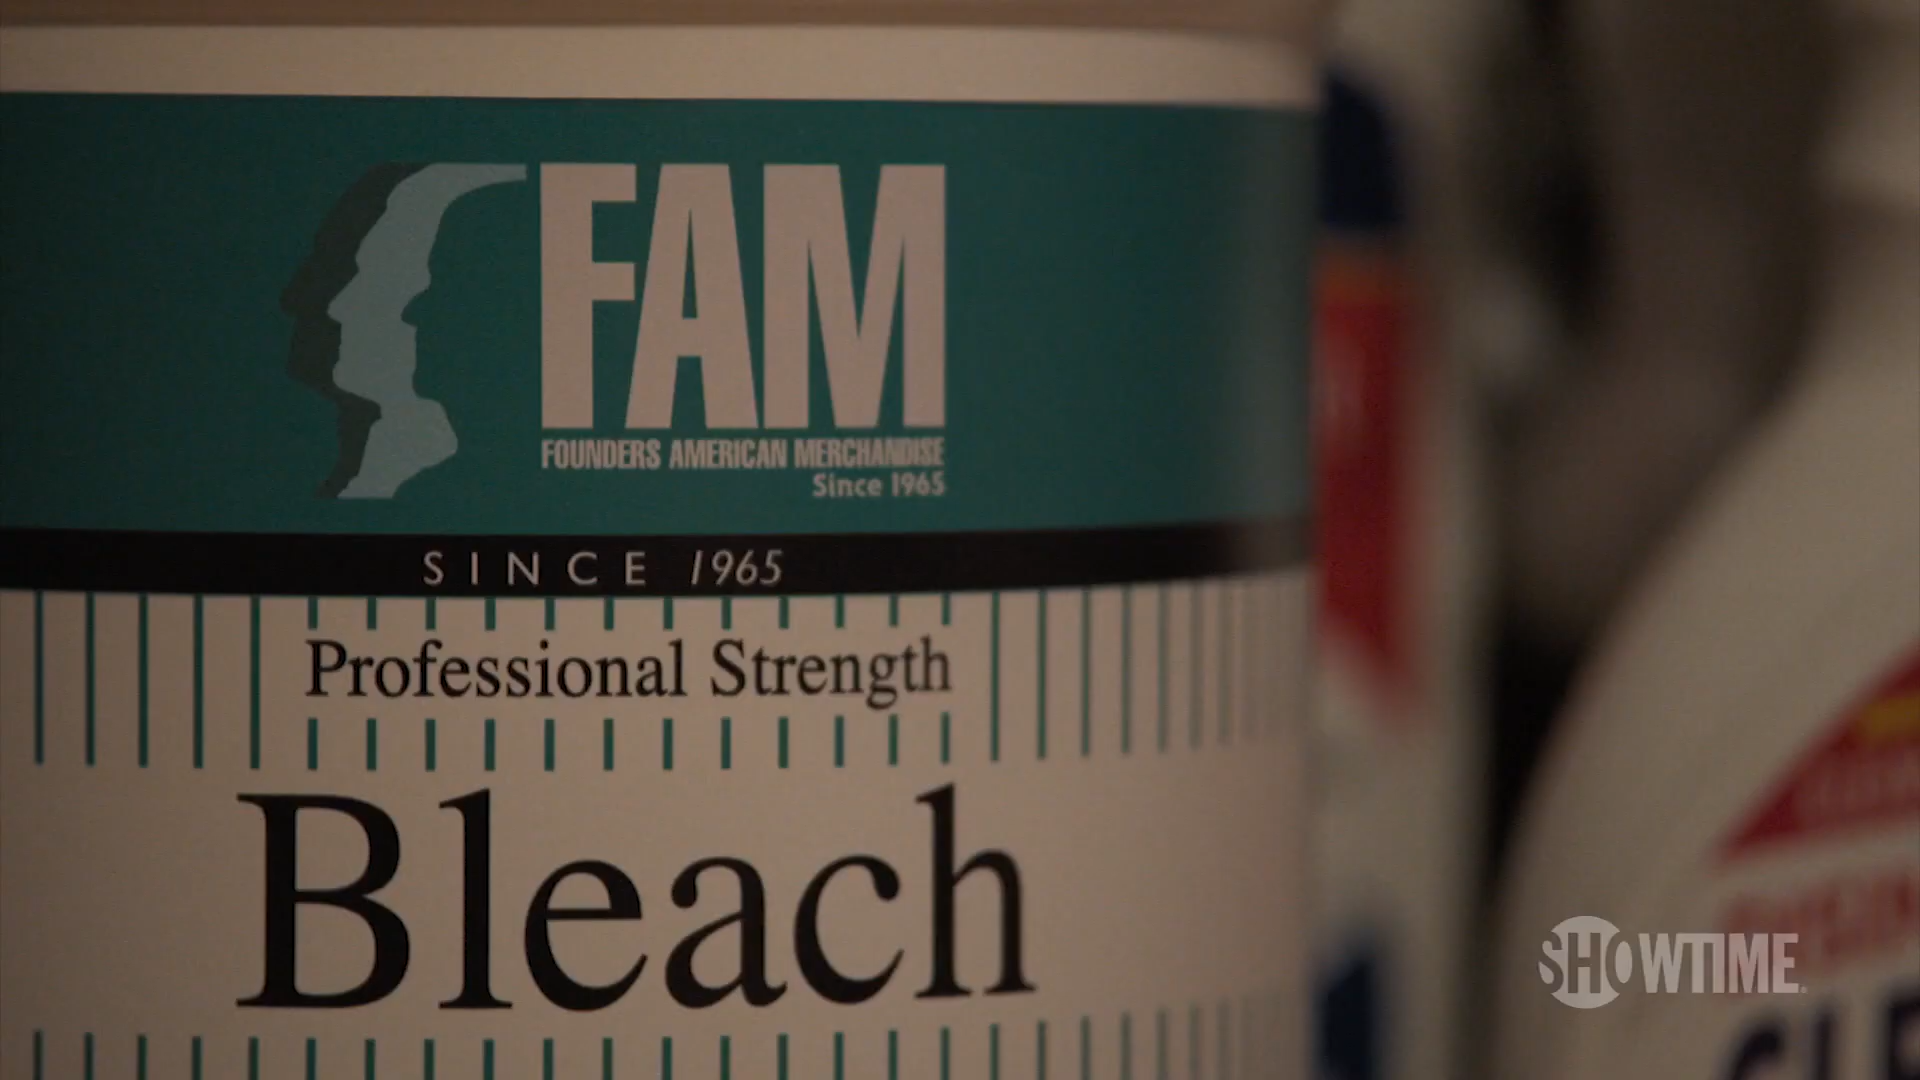 FAM
FOUNDERS AMERICAN MERCHANDISE
Since 1965
SINCE 1965
Professional Strength
Bleach
SHOWTIME